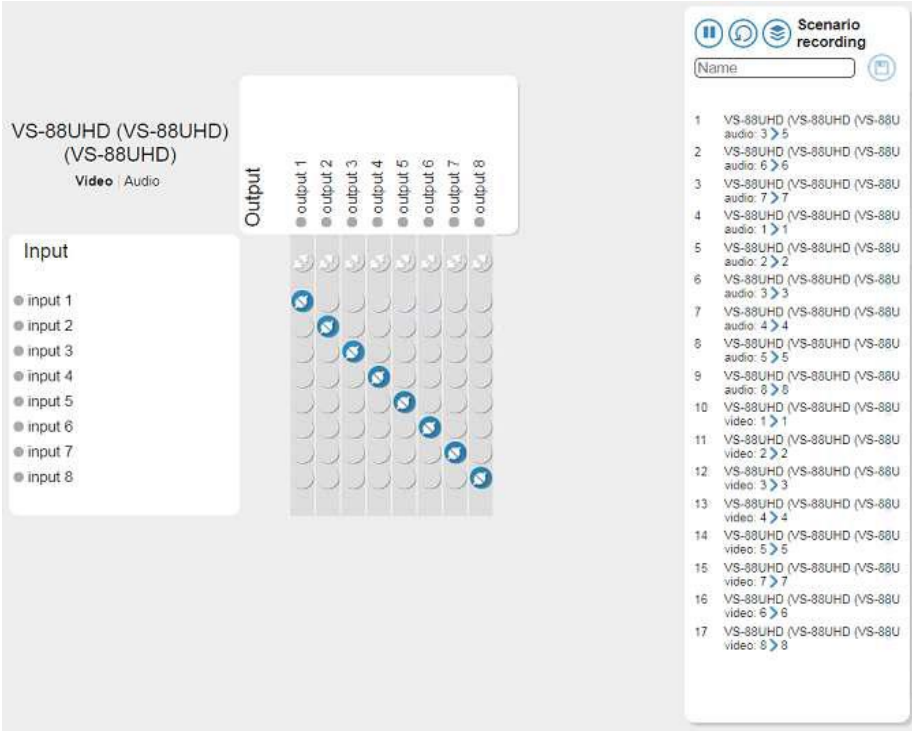 VS-88UHD (VS-88UHD)
(VS-88UHD)
Video | Audio
Output
output 1
output 2
output 3
output 4
output 5
output 6
output 7
output 8
Input
input 1
input 2
input 3
input 4
input 5
input 6
input 7
input 8
Scenario
recording
Name
1 VS-88UHD (VS-88UHD (VS-88U
audio: 3 > 5
2 VS-88UHD (VS-88UHD (VS-88U
audio: 6 > 6
3 VS-88UHD (VS-88UHD (VS-88U
audio: 7 > 7
4 VS-88UHD (VS-88UHD (VS-88U
audio: 1 > 1
5 VS-88UHD (VS-88UHD (VS-88U
audio: 2 > 2
6 VS-88UHD (VS-88UHD (VS-88U
audio: 3 > 3
7 VS-88UHD (VS-88UHD (VS-88U
audio: 4 > 4
8 VS-88UHD (VS-88UHD (VS-88U
audio: 5 > 5
9 VS-88UHD (VS-88UHD (VS-88U
audio: 8 > 8
10 VS-88UHD (VS-88UHD (VS-88U
video: 1 > 1
11 VS-88UHD (VS-88UHD (VS-88U
video: 2 > 2
12 VS-88UHD (VS-88UHD (VS-88U
video: 3 > 3
13 VS-88UHD (VS-88UHD (VS-88U
video: 4 > 4
14 VS-88UHD (VS-88UHD (VS-88U
video: 5 > 5
15 VS-88UHD (VS-88UHD (VS-88U
video: 7 > 7
16 VS-88UHD (VS-88UHD (VS-88U
video: 6 > 6
17 VS-88UHD (VS-88UHD (VS-88U
video: 8 > 8